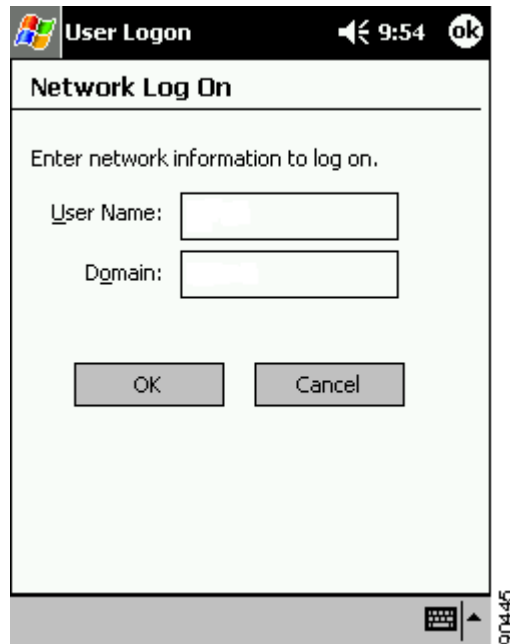 User Logon 9:54 ok
Network Log On
Enter network information to log on.
User Name:
Domain:
OK Cancel
90445